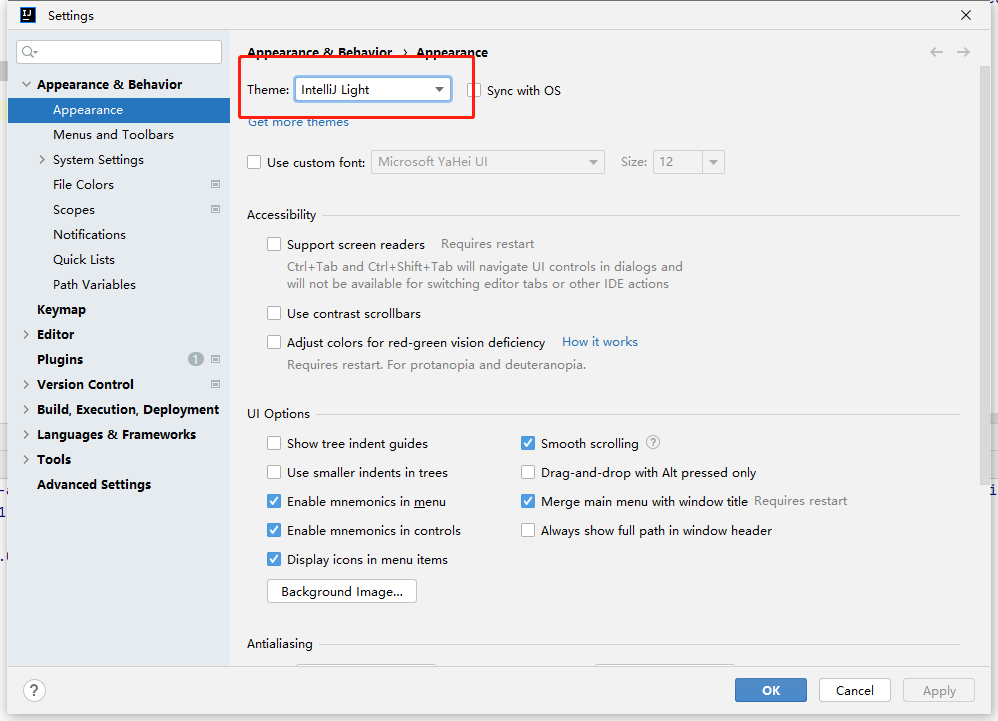 IJ Settings
Appearance & Behavior › Appearance
Appearance & Behavior
Appearance
Menus and Toolbars
System Settings
File Colors
Scopes
Notifications
Quick Lists
Path Variables
Keymap
Editor
Plugins 1
Version Control
Build, Execution, Deployment
Languages & Frameworks
Tools
Advanced Settings
Theme: IntelliJ Light Sync with OS
Get more themes
Use custom font: Microsoft YaHei UI Size: 12
Accessibility
Support screen readers Requires restart
Ctrl+Tab and Ctrl+Shift+Tab will navigate UI controls in dialogs and
will not be available for switching editor tabs or other IDE actions
Use contrast scrollbars
Adjust colors for red-green vision deficiency How it works
Requires restart. For protanopia and deuteranopia.
UI Options
Show tree indent guides Smooth scrolling ?
Use smaller indents in trees Drag-and-drop with Alt pressed only
Enable mnemonics in menu Merge main menu with window title Requires restart
Enable mnemonics in controls Always show full path in window header
Display icons in menu items
Background Image...
Antialiasing
? OK Cancel Apply